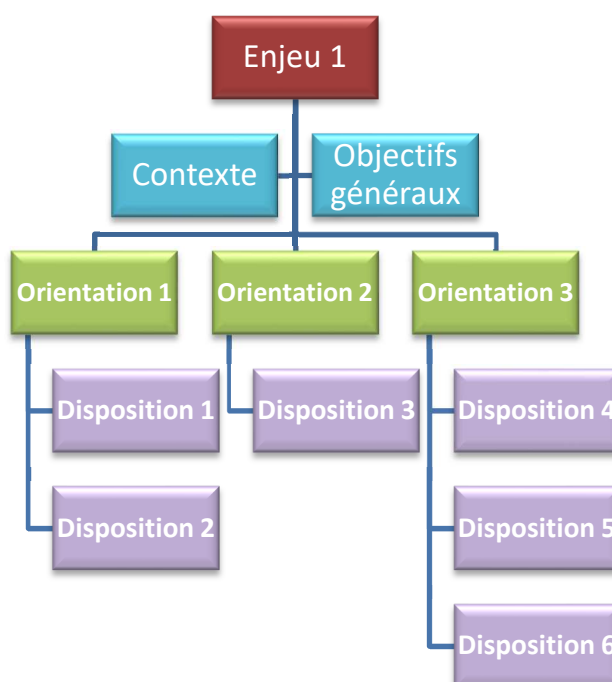 Enjeu 1
Contexte
Objectifs
généraux
Orientation 1
Orientation 2
Orientation 3
Disposition 1
Disposition 3
Disposition 4
Disposition 2
Disposition 5
Disposition 6